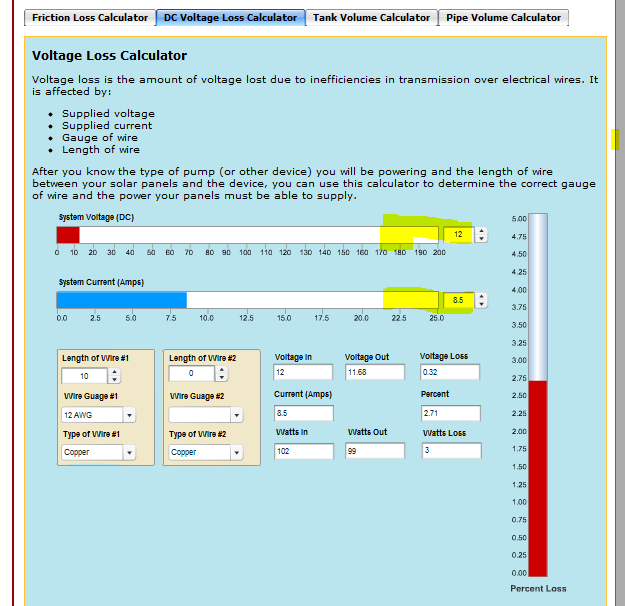 Friction Loss Calculator
DC Voltage Loss Calculator
Tank Volume Calculator
Pipe Volume Calculator
Voltage Loss Calculator
Voltage loss is the amount of voltage lost due to inefficiencies in transmission over electrical wires. It
is affected by:
• Supplied voltage
• Supplied current
• Gauge of wire
• Length of wire
After you know the type of pump (or other device) you will be powering and the length of wire
between your solar panels and the device, you can use this calculator to determine the correct gauge
of wire and the power your panels must be able to supply.
System Voltage (DC)
12
0 10 20 30 40 50 60 70 80 90 100 110 120 130 140 150 160 170 180 190 200
System Current (Amps)
8.5
0.0 2.5 5.0 7.5 10.0 12.5 15.0 17.5 20.0 22.5 25.0
Length of Wire #1
10
Wire Guage #1
12 AWG
Type of Wire #1
Copper
Length of Wire #2
0
Wire Guage #2
Type of Wire #2
Copper
Voltage In Voltage Out Voltage Loss
12 11.68 0.32
Current (Amps) Percent
8.5 2.71
Watts In Watts Out Watts Loss
102 99 3
5.00
4.75
4.50
4.25
4.00
3.75
3.50
3.25
3.00
2.75
2.50
2.25
2.00
1.75
1.50
1.25
1.00
0.75
0.50
0.25
0.00
Percent Loss